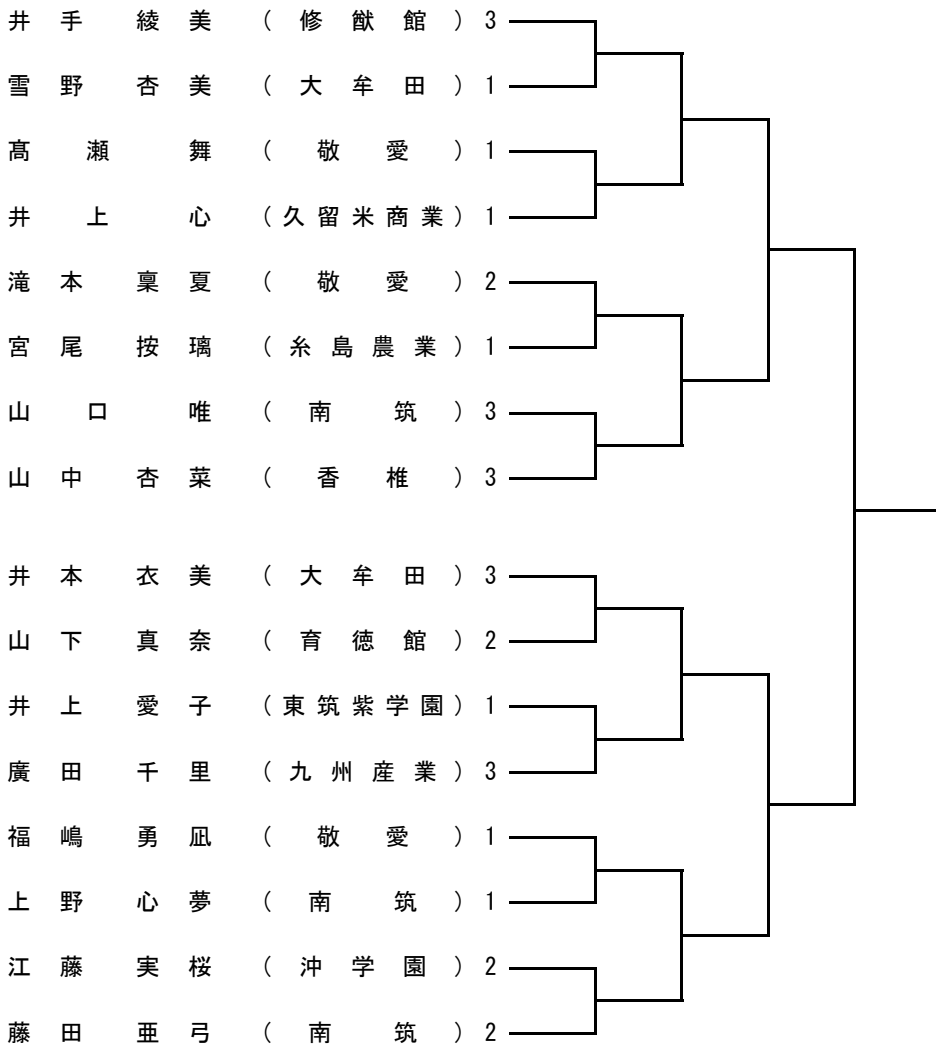 井手 綾美 (修猷館) 3
雪野 杏美 (大牟田) 1
髙瀬 舞 (敬愛) 1
井上 心 (久留米商業) 1
滝本 稟夏 (敬愛) 2
宮尾 按璃 (糸島農業) 1
山口 唯 (南筑) 3
山中 杏菜 (香椎) 3
井本 衣美 (大牟田) 3
山下 真奈 (育徳館) 2
井上 愛子 (東筑紫学園) 1
廣田 千里 (九州産業) 3
福嶋 勇凪 (敬愛) 1
上野 心夢 (南筑) 1
江藤 実桜 (沖学園) 2
藤田 亜弓 (南筑) 2